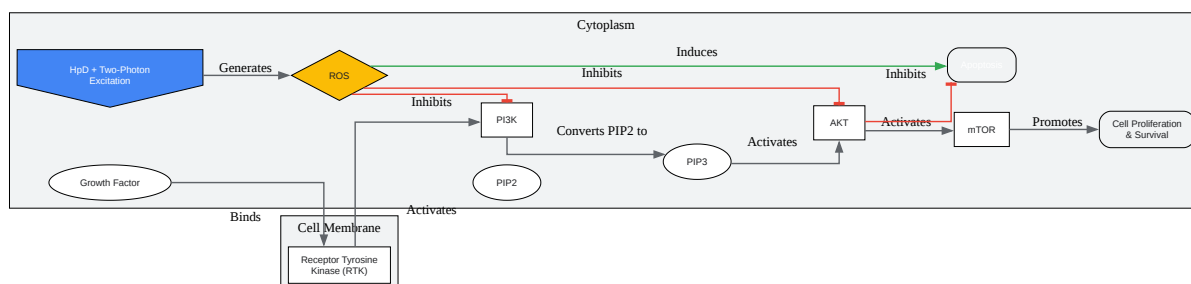 Cytoplasm
HpD + Two-Photon
Excitation
Generates
ROS
Induces
Inhibits
Inhibits
Apoptosis
Inhibits
PI3K
Converts PIP2 to
PIP3
Activates
AKT
Activates
mTOR
Promotes
Cell Proliferation
& Survival
Growth Factor
PIP2
Binds
Activates
Cell Membrane
Receptor Tyrosine
Kinase (RTK)